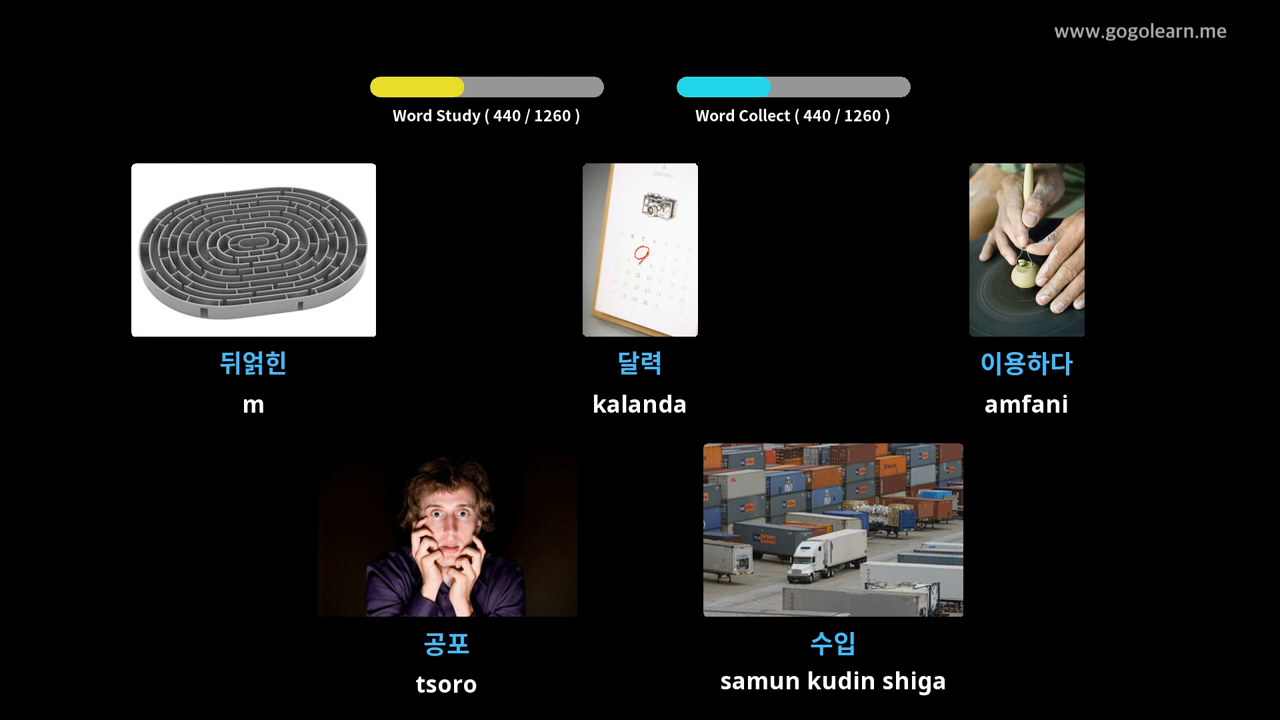 www.gogolearn.me
Word Study ( 440 / 1260 )
Word Collect ( 440 / 1260 )
뒤얽힌
m
달력
kalanda
이용하다
amfani
공포
tsoro
수입
samun kudin shiga